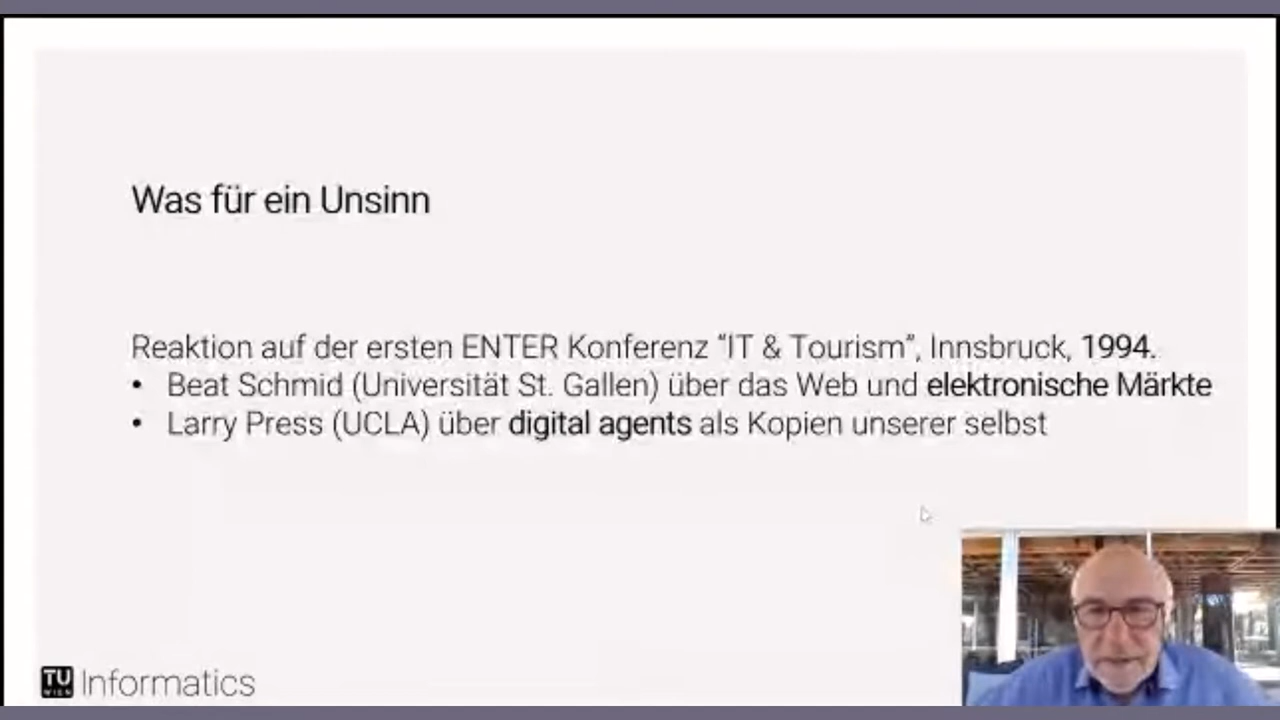 Was für ein Unsinn
Reaktion auf der ersten ENTER Konferenz “IT & Tourism”, Innsbruck, 1994.
• Beat Schmid (Universität St. Gallen) über das Web und elektronische Märkte
• Larry Press (UCLA) über digital agents als Kopien unserer selbst
TU WIEN Informatics